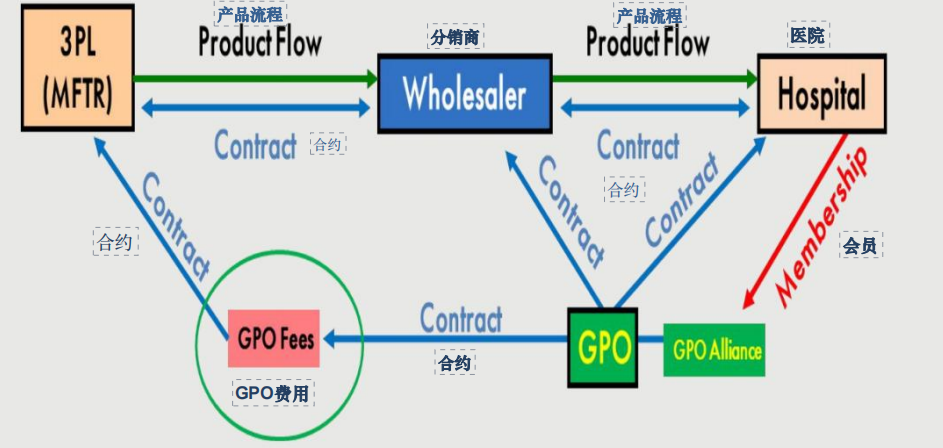 产品流程
产品流程
3PL
(MFTR)
Product Flow
分销商
Product Flow
医院
Wholesaler
Hospital
Contract
合约
Contract
合约
Contract
合约
Contract
Contract
Membership
会员
GPO Fees
GPO费用
Contract
合约
GPO
GPO Alliance